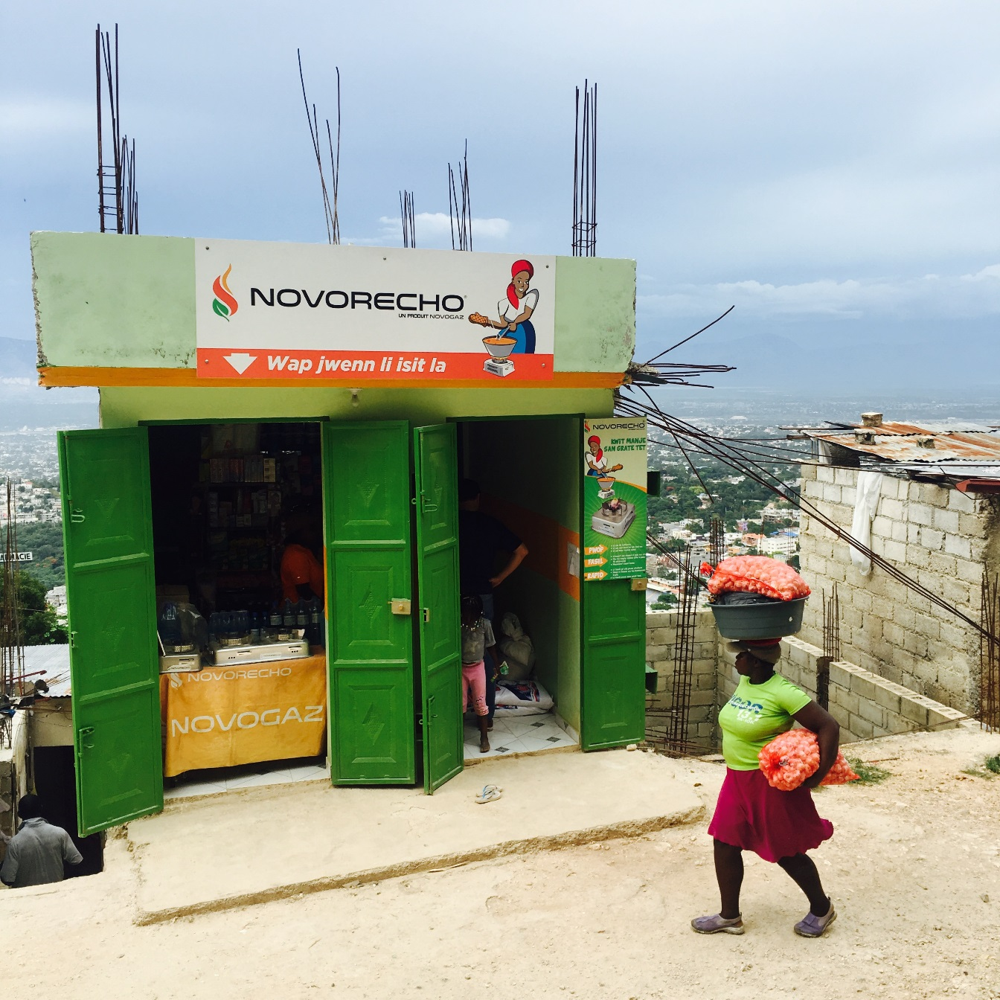 NOVORECHO
UN PRODUIT NOVOGAZ
Wap jwenn li isit la
NOVORECHO
KWIT MANJE
SAN GRATE TET
PWÒP
FASIL
RAPID
NOVORECHO
NOVOGAZ